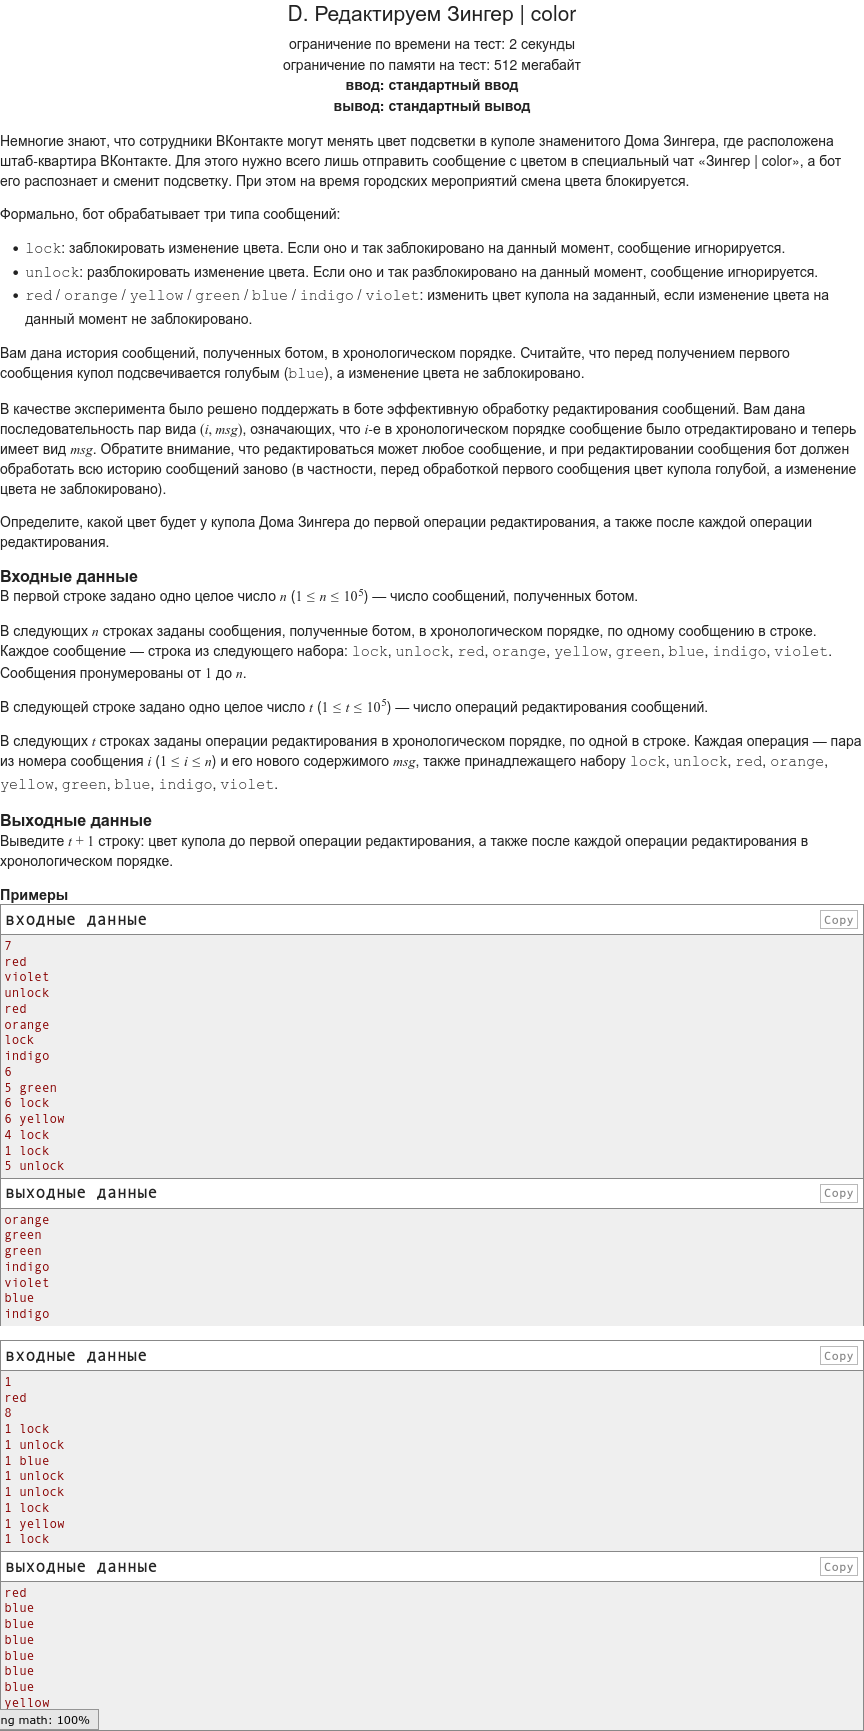 D. Редактируем Зингер | color
ограничение по времени на тест: 2 секунды
ограничение по памяти на тест: 512 мегабайт
ввод: стандартный ввод
вывод: стандартный вывод
Немногие знают, что сотрудники ВКонтакте могут менять цвет подсветки в куполе знаменитого Дома Зингера, где расположена
штаб-квартира ВКонтакте. Для этого нужно всего лишь отправить сообщение с цветом в специальный чат «Зингер | color», а бот
его распознает и сменит подсветку. При этом на время городских мероприятий смена цвета блокируется.
Формально, бот обрабатывает три типа сообщений:
• lock: заблокировать изменение цвета. Если оно и так заблокировано на данный момент, сообщение игнорируется.
• unlock: разблокировать изменение цвета. Если оно и так разблокировано на данный момент, сообщение игнорируется.
• red / orange / yellow / green / blue / indigo / violet: изменить цвет купола на заданный, если изменение цвета на
данный момент не заблокировано.
Вам дана история сообщений, полученных ботом, в хронологическом порядке. Считайте, что перед получением первого
сообщения купол подсвечивается голубым (blue), а изменение цвета не заблокировано.
В качестве эксперимента было решено поддержать в боте эффективную обработку редактирования сообщений. Вам дана
последовательность пар вида (i, msg), означающих, что i-е в хронологическом порядке сообщение было отредактировано и теперь
имеет вид msg. Обратите внимание, что редактироваться может любое сообщение, и при редактировании сообщения бот должен
обработать всю историю сообщений заново (в частности, перед обработкой первого сообщения цвет купола голубой, а изменение
цвета не заблокировано).
Определите, какой цвет будет у купола Дома Зингера до первой операции редактирования, а также после каждой операции
редактирования.
Входные данные
В первой строке задано одно целое число n (1 ≤ n ≤ 10⁵) — число сообщений, полученных ботом.
В следующих n строках заданы сообщения, полученные ботом, в хронологическом порядке, по одному сообщению в строке.
Каждое сообщение — строка из следующего набора: lock, unlock, red, orange, yellow, green, blue, indigo, violet.
Сообщения пронумерованы от 1 до n.
В следующей строке задано одно целое число t (1 ≤ t ≤ 10⁵) — число операций редактирования сообщений.
В следующих t строках заданы операции редактирования в хронологическом порядке, по одной в строке. Каждая операция — пара
из номера сообщения i (1 ≤ i ≤ n) и его нового содержимого msg, также принадлежащего набору lock, unlock, red, orange,
yellow, green, blue, indigo, violet.
Выходные данные
Выведите t + 1 строку: цвет купола до первой операции редактирования, а также после каждой операции редактирования в
хронологическом порядке.
Примеры
входные данные
Copy
7
red
violet
unlock
red
orange
lock
indigo
6
5 green
6 lock
6 yellow
4 lock
1 lock
5 unlock
выходные данные
Copy
orange
green
green
indigo
violet
blue
indigo
входные данные
Copy
1
red
8
1 lock
1 unlock
1 blue
1 unlock
1 unlock
1 lock
1 yellow
1 lock
выходные данные
Copy
red
blue
blue
blue
blue
blue
blue
yellow
ng math: 100%